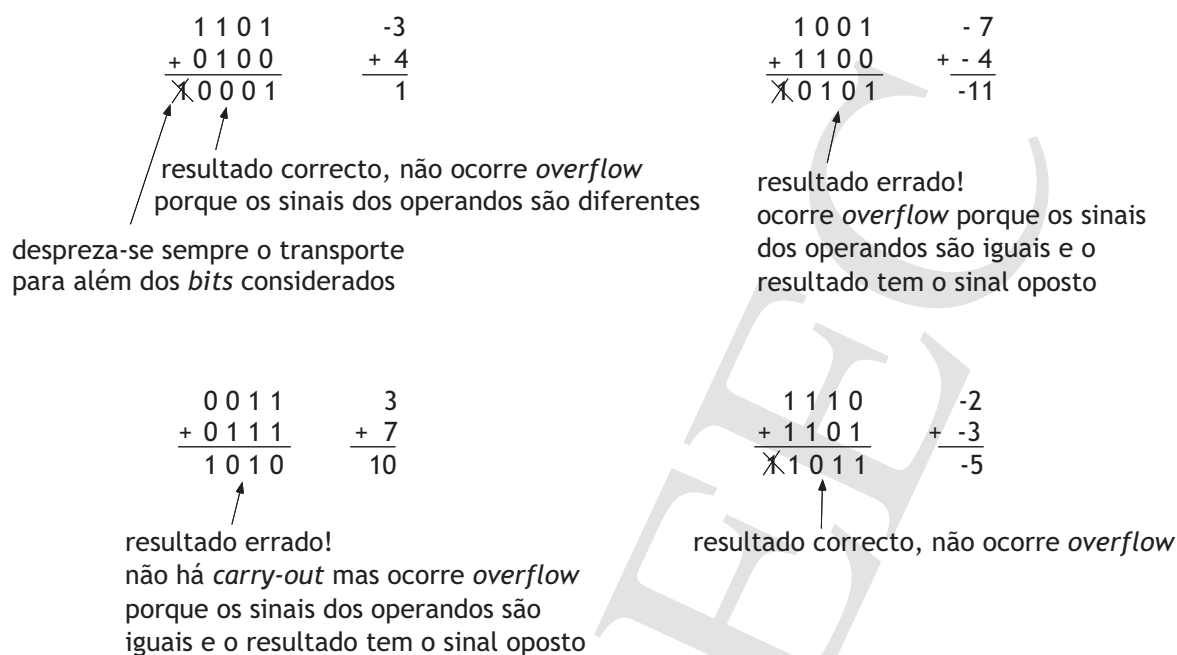 1 1 0 1 -3
+ 0 1 0 0 + 4
1 0 0 0 1 1
resultado correcto, não ocorre overflow
porque os sinais dos operandos são diferentes
despreza-se sempre o transporte
para além dos bits considerados
1 0 0 1 - 7
+ 1 1 0 0 + - 4
1 0 1 0 1 -11
resultado errado!
ocorre overflow porque os sinais
dos operandos são iguais e o
resultado tem o sinal oposto
0 0 1 1 3
+ 0 1 1 1 + 7
1 0 1 0 10
resultado errado!
não há carry-out mas ocorre overflow
porque os sinais dos operandos são
iguais e o resultado tem o sinal oposto
1 1 1 0 -2
+ 1 1 0 1 + -3
1 1 0 1 1 -5
resultado correcto, não ocorre overflow
EEC